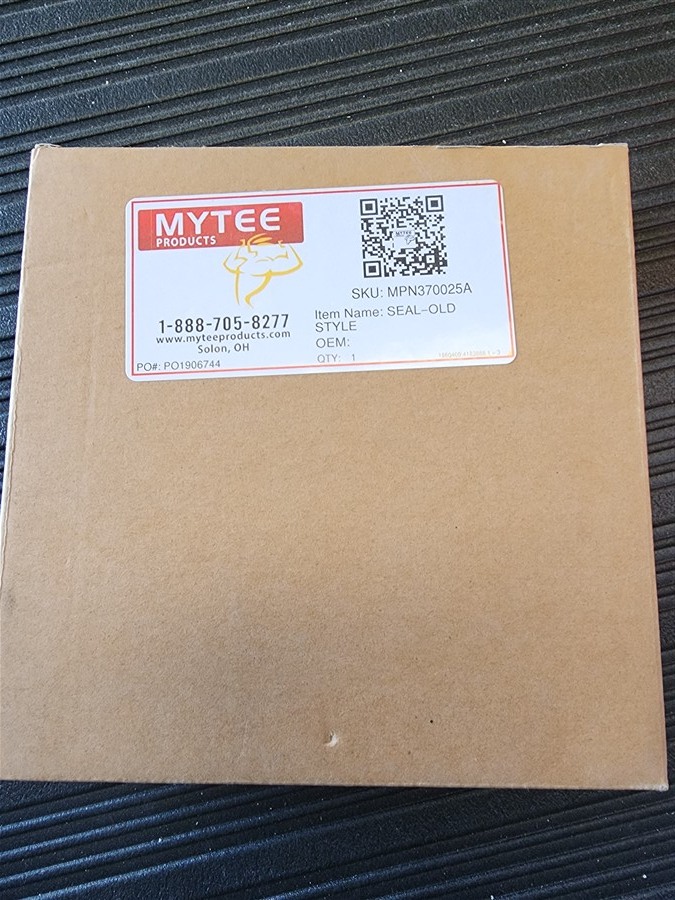 MYTEE
PRODUCTS
1-888-705-8277
www.myteeproducts.com
Solon, OH
PO#: PO1906744
MYTEE
SKU: MPN370025A
Item Name: SEAL-OLD
STYLE
OEM:
QTY: 1